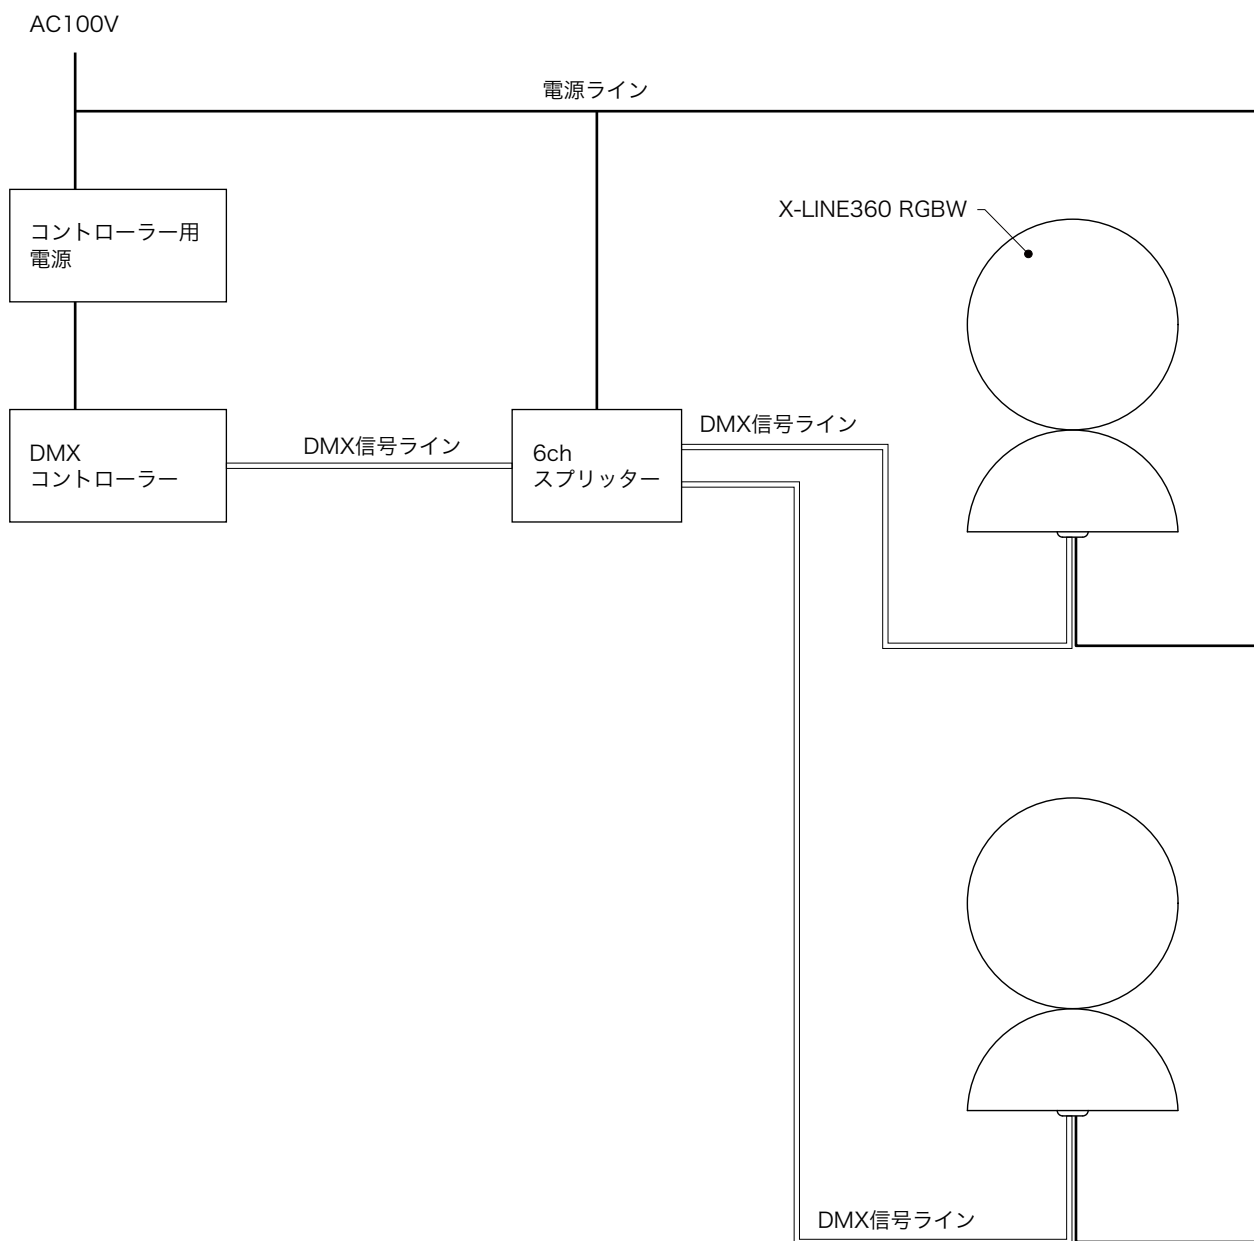 AC100V
電源ライン
コントローラー用
電源
X-LINE360 RGBW
DMX
コントローラー
DMX信号ライン
6ch
スプリッター
DMX信号ライン
DMX信号ライン